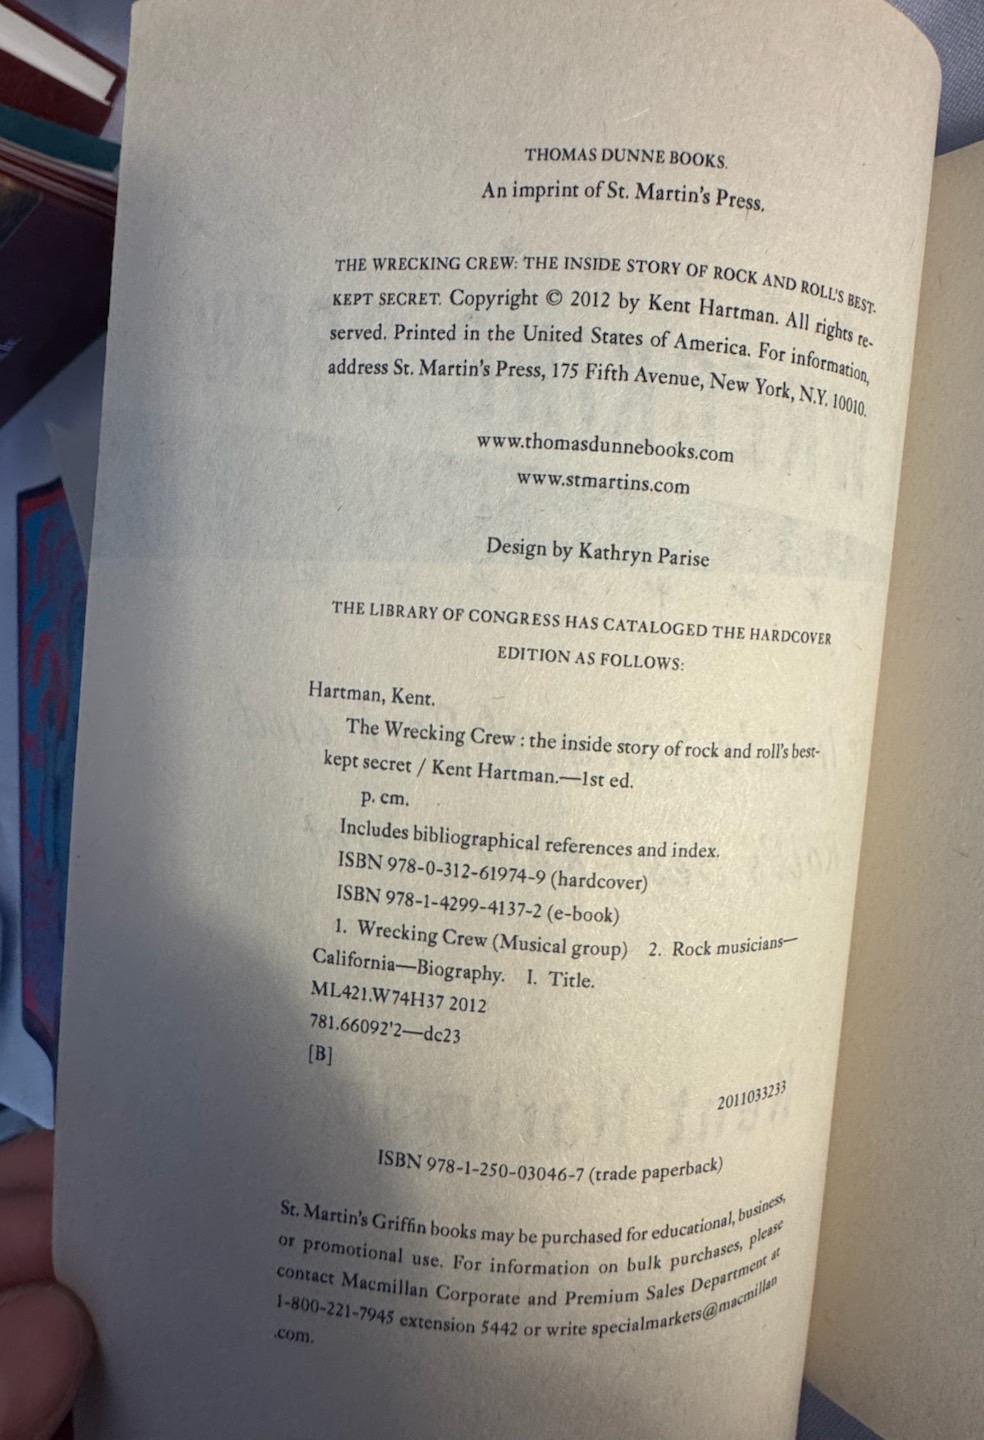 THOMAS DUNNE BOOKS.
An imprint of St. Martin's Press.
THE WRECKING CREW: THE INSIDE STORY OF ROCK AND ROLL'S BEST-
KEPT SECRET. Copyright © 2012 by Kent Hartman. All rights re-
served. Printed in the United States of America. For information,
address St. Martin's Press, 175 Fifth Avenue, New York, N.Y. 10010.
www.thomasdunnebooks.com
www.stmartins.com
Design by Kathryn Parise
THE LIBRARY OF CONGRESS HAS CATALOGED THE HARDCOVER
EDITION AS FOLLOWS:
Hartman, Kent.
The Wrecking Crew : the inside story of rock and roll's best-
kept secret / Kent Hartman.—1st ed.
p. cm.
Includes bibliographical references and index.
ISBN 978-0-312-61974-9 (hardcover)
ISBN 978-1-4299-4137-2 (e-book)
1. Wrecking Crew (Musical group) 2. Rock musicians—
California—Biography. I. Title.
ML421.W74H37 2012
781.66092'2—dc23
[B]
2011033233
ISBN 978-1-250-03046-7 (trade paperback)
St. Martin's Griffin books may be purchased for educational, business,
or promotional use. For information on bulk purchases, please
contact Macmillan Corporate and Premium Sales Department at
1-800-221-7945 extension 5442 or write specialmarkets@macmillan
.com.